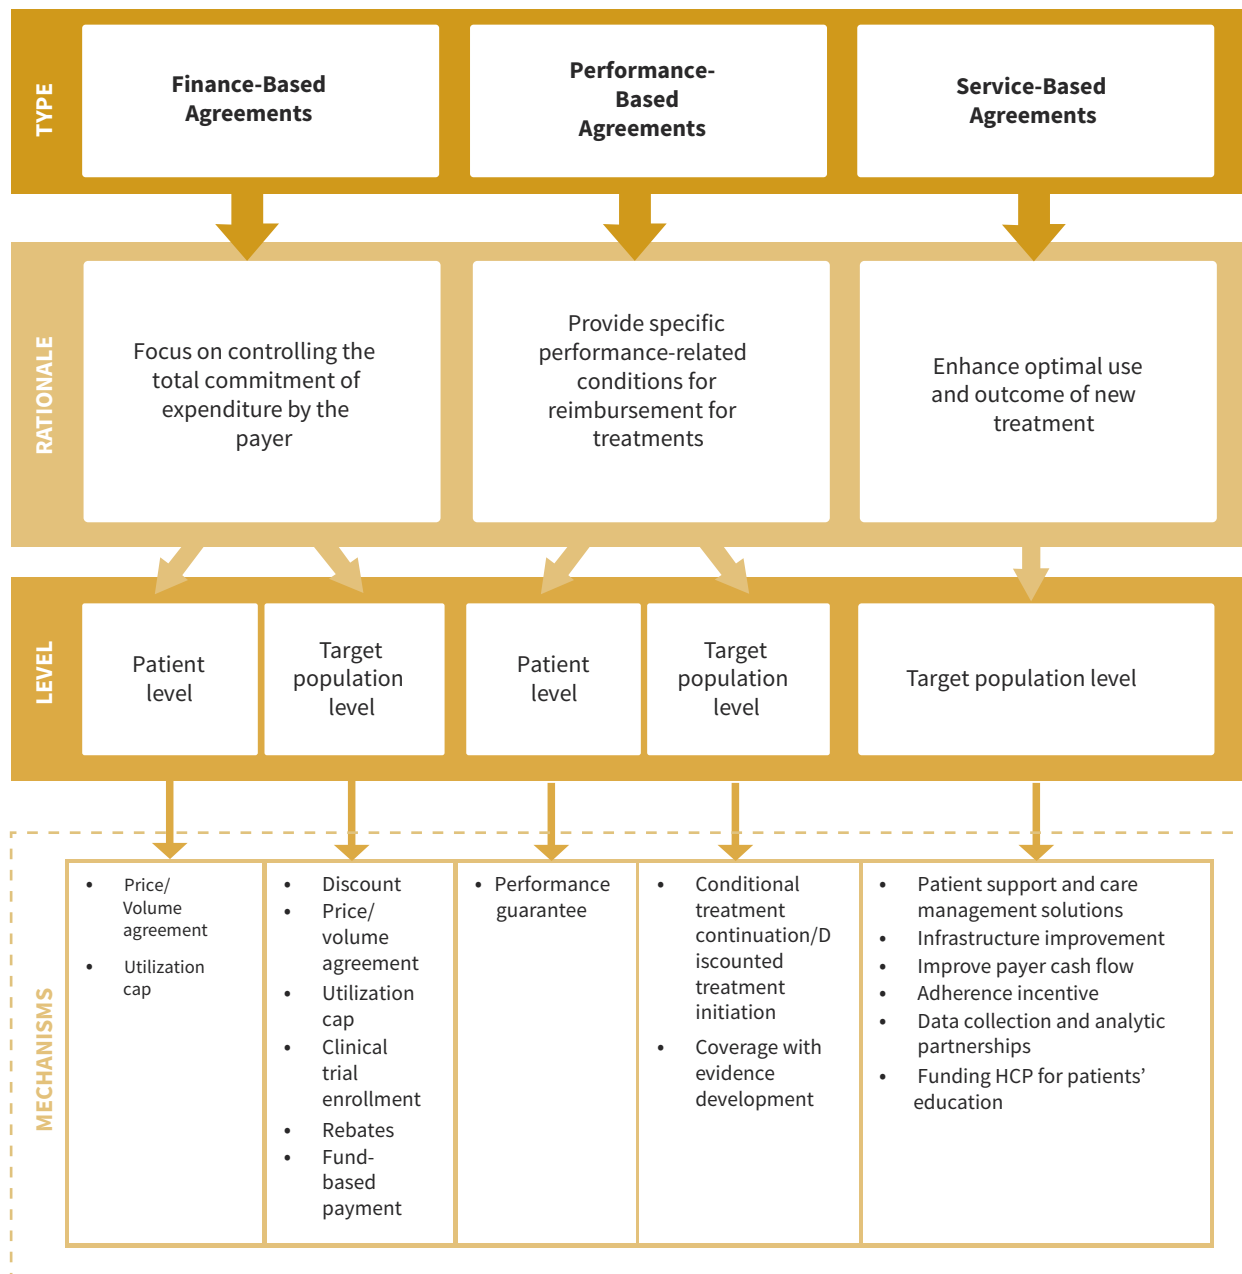 TYPE
Finance-Based
Agreements
Performance-
Based
Agreements
Service-Based
Agreements
RATIONALE
Focus on controlling the
total commitment of
expenditure by the
payer
Provide specific
performance-related
conditions for
reimbursement for
treatments
Enhance optimal use
and outcome of new
treatment
LEVEL
Patient
level
Target
population
level
Patient
level
Target
population
level
Target population level
MECHANISMS
• Price/
Volume
agreement
• Utilization
cap
• Discount
• Price/
volume
agreement
• Utilization
cap
• Clinical
trial
enrollment
• Rebates
• Fund-
based
payment
• Performance
guarantee
• Conditional
treatment
continuation/D
iscounted
treatment
initiation
• Coverage with
evidence
development
• Patient support and care
management solutions
• Infrastructure improvement
• Improve payer cash flow
• Adherence incentive
• Data collection and analytic
partnerships
• Funding HCP for patients’
education